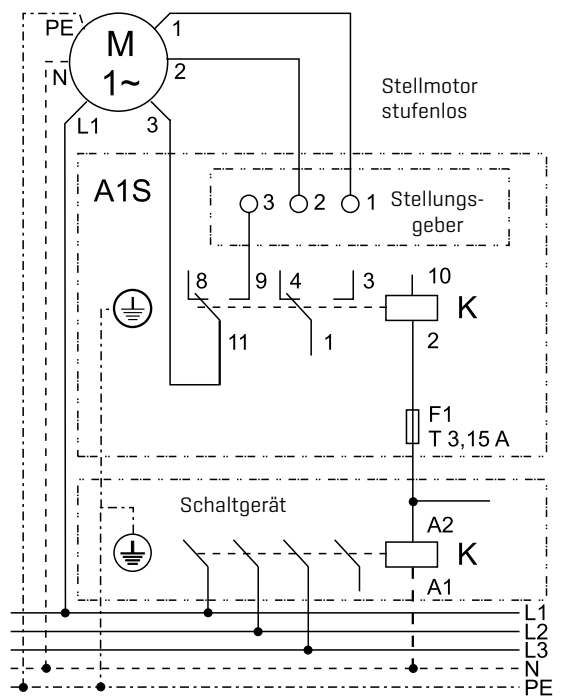 PE
1
M
1~
N
2
L1
3
Stellmotor
stufenlos
A1S
3
2
1
Stellungs-
geber
8
9
4
3
10
K
11
1
2
F1
T 3,15 A
Schaltgerät
A2
K
A1
L1
L2
L3
N
PE